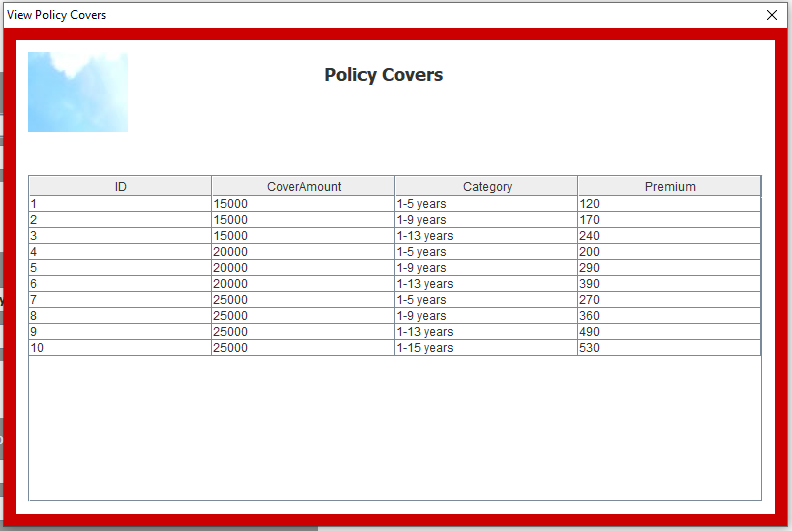 View Policy Covers
Policy Covers
ID CoverAmount Category Premium
1 15000 1-5 years 120
2 15000 1-9 years 170
3 15000 1-13 years 240
4 20000 1-5 years 200
5 20000 1-9 years 290
6 20000 1-13 years 390
7 25000 1-5 years 270
8 25000 1-9 years 360
9 25000 1-13 years 490
10 25000 1-15 years 530